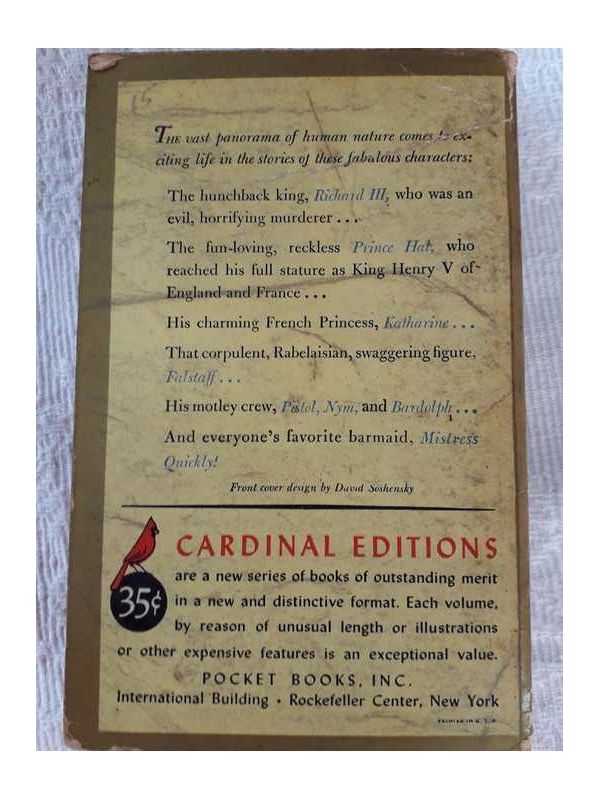 The vast panorama of human nature comes to ex-
citing life in the stories of these fabulous characters:
The hunchback king, Richard III, who was an
evil, horrifying murderer ...
The fun-loving, reckless Prince Hal, who
reached his full stature as King Henry V of
England and France ...
His charming French Princess, Katharine ...
That corpulent, Rabelaisian, swaggering figure,
Falstaff ...
His motley crew, Pistol, Nym, and Bardolph ...
And everyone's favorite barmaid, Mistress
Quickly!
Front cover design by David Soshensky
CARDINAL EDITIONS
35¢
are a new series of books of outstanding merit
in a new and distinctive format. Each volume,
by reason of unusual length or illustrations
or other expensive features is an exceptional value.
POCKET BOOKS, INC.
International Building • Rockefeller Center, New York
PRINTED IN U.S.A.